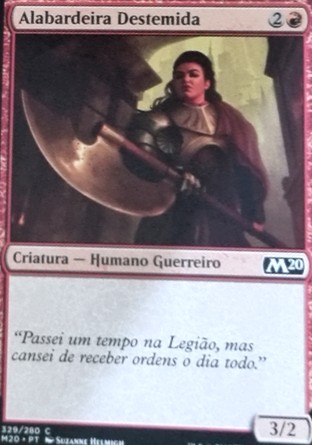 Alabardeira Destemida 2
Criatura — Humano Guerreiro M20
“Passei um tempo na Legião, mas
cansei de receber ordens o dia todo.”
329/280 C
M20 • PT Suzanne Helmigh
3/2